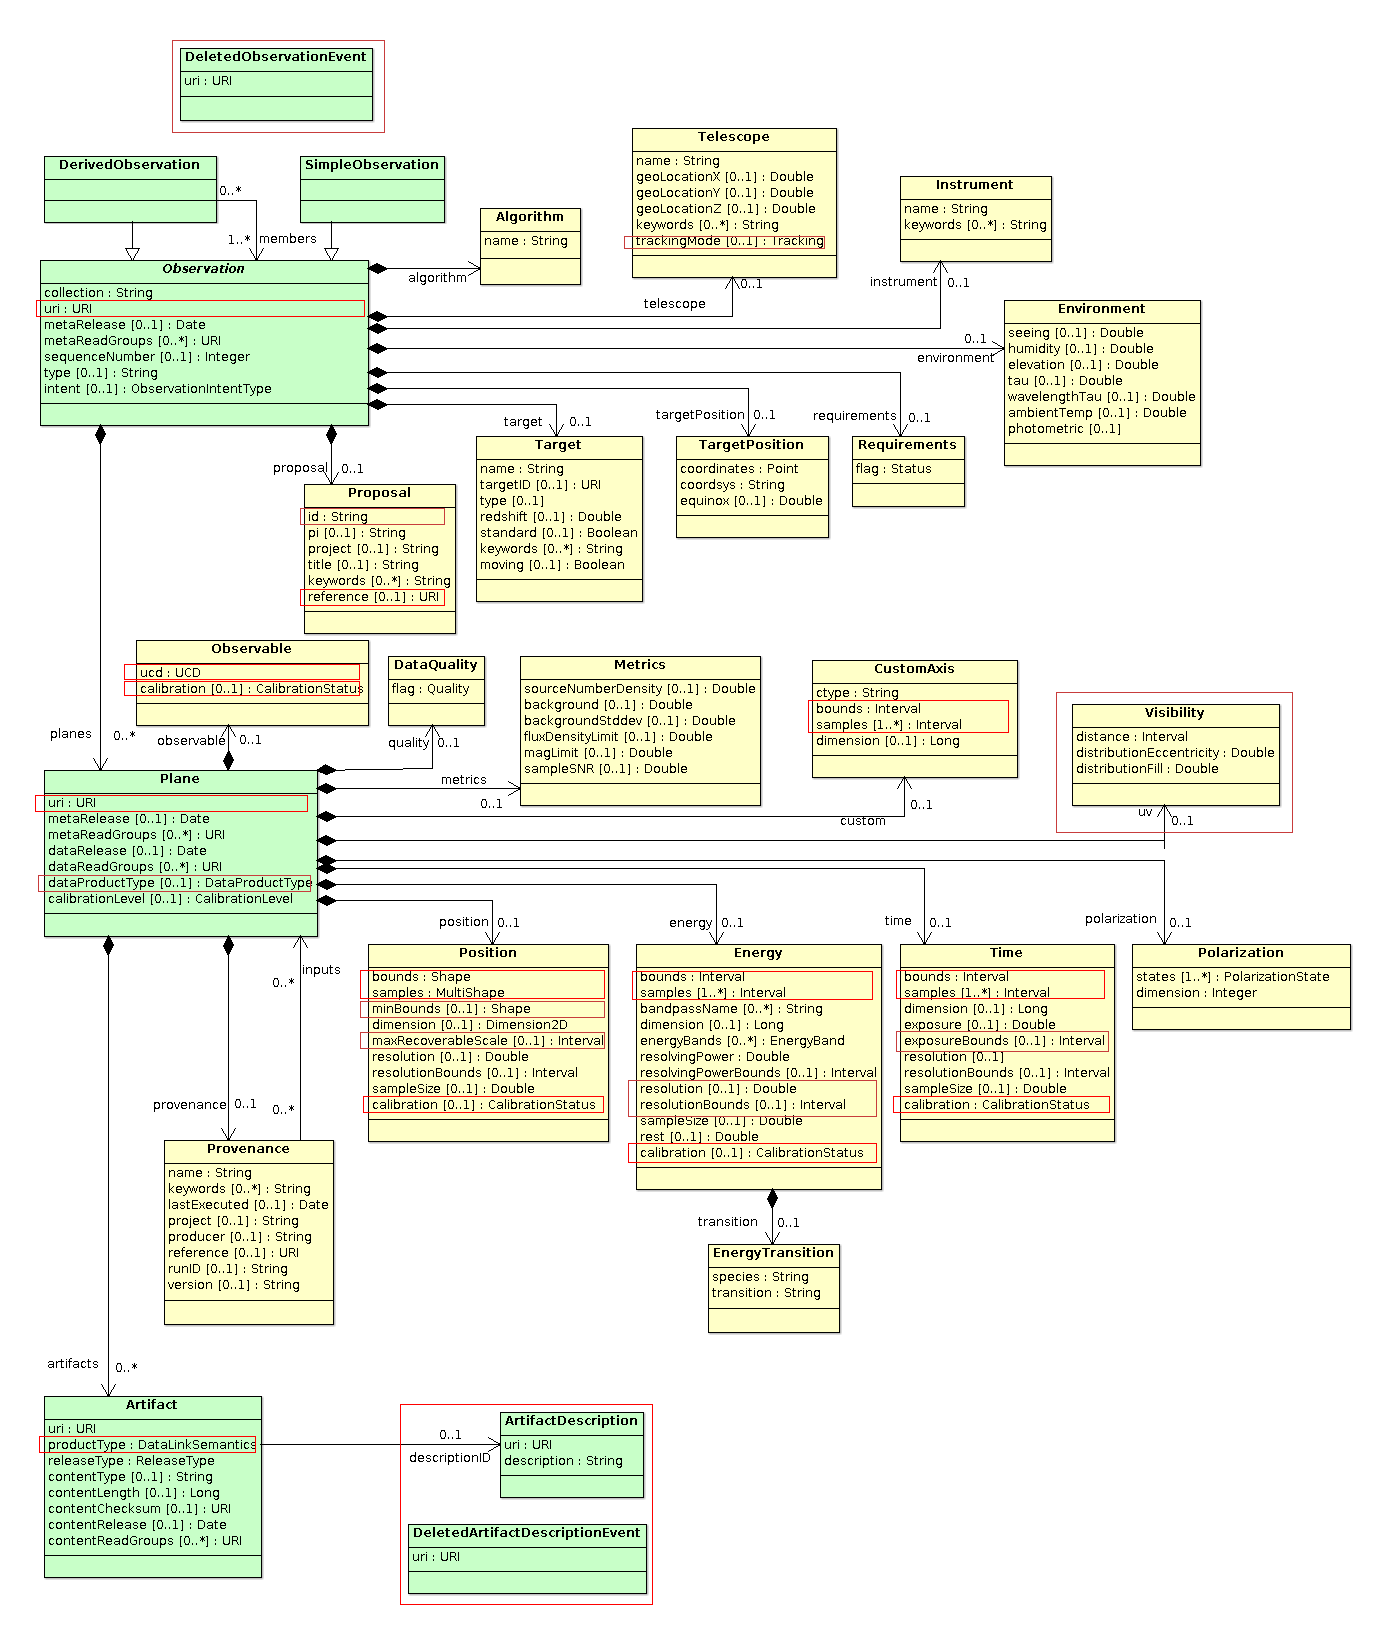 DeletedObservationEvent
uri : URI
DerivedObservation
SimpleObservation
0..*
1..*
members
Algorithm
name : String
algorithm
Telescope
name : String
geoLocationX [0..1] : Double
geoLocationY [0..1] : Double
geoLocationZ [0..1] : Double
keywords [0..*] : String
trackingMode [0..1] : Tracking
telescope
0..1
Instrument
name : String
keywords [0..*] : String
instrument
0..1
Observation
collection : String
uri : URI
metaRelease [0..1] : Date
metaReadGroups [0..*] : URI
sequenceNumber [0..1] : Integer
type [0..1] : String
intent [0..1] : ObservationIntentType
Environment
seeing [0..1] : Double
humidity [0..1] : Double
elevation [0..1] : Double
tau [0..1] : Double
wavelengthTau [0..1] : Double
ambientTemp [0..1] : Double
photometric [0..1]
0..1
environment
target
0..1
targetPosition
0..1
requirements
0..1
proposal
0..1
Proposal
id : String
pi [0..1] : String
project [0..1] : String
title [0..1] : String
keywords [0..*] : String
reference [0..1] : URI
Target
name : String
targetID [0..1] : URI
type [0..1]
redshift [0..1] : Double
standard [0..1] : Boolean
keywords [0..*] : String
moving [0..1] : Boolean
TargetPosition
coordinates : Point
coordsys : String
equinox [0..1] : Double
Requirements
flag : Status
Observable
ucd : UCD
calibration [0..1] : CalibrationStatus
DataQuality
flag : Quality
Metrics
sourceNumberDensity [0..1] : Double
background [0..1] : Double
backgroundStddev [0..1] : Double
fluxDensityLimit [0..1] : Double
magLimit [0..1] : Double
sampleSNR [0..1] : Double
CustomAxis
ctype : String
bounds : Interval
samples [1..*] : Interval
dimension [0..1] : Long
Visibility
distance : Interval
distributionEccentricity : Double
distributionFill : Double
planes
0..*
observable
0..1
quality
0..1
metrics
0..1
custom
0..1
uv
0..1
Plane
uri : URI
metaRelease [0..1] : Date
metaReadGroups [0..*] : URI
dataRelease [0..1] : Date
dataReadGroups [0..*] : URI
dataProductType [0..1] : DataProductType
calibrationLevel [0..1] : CalibrationLevel
position
0..1
energy
0..1
time
0..1
polarization
0..1
inputs
0..*
Position
bounds : Shape
samples : MultiShape
minBounds [0..1] : Shape
dimension [0..1] : Dimension2D
maxRecoverableScale [0..1] : Interval
resolution [0..1] : Double
resolutionBounds [0..1] : Interval
sampleSize [0..1] : Double
calibration [0..1] : CalibrationStatus
Energy
bounds : Interval
samples [1..*] : Interval
bandpassName [0..*] : String
dimension [0..1] : Long
energyBands [0..*] : EnergyBand
resolvingPower : Double
resolvingPowerBounds [0..1] : Interval
resolution [0..1] : Double
resolutionBounds [0..1] : Interval
sampleSize [0..1] : Double
rest [0..1] : Double
calibration [0..1] : CalibrationStatus
Time
bounds : Interval
samples [1..*] : Interval
dimension [0..1] : Long
exposure [0..1] : Double
exposureBounds [0..1] : Interval
resolution [0..1]
resolutionBounds [0..1] : Interval
sampleSize [0..1] : Double
calibration : CalibrationStatus
Polarization
states [1..*] : PolarizationState
dimension : Integer
provenance
0..1
0..*
Provenance
name : String
keywords [0..*] : String
lastExecuted [0..1] : Date
project [0..1] : String
producer [0..1] : String
reference [0..1] : URI
runID [0..1] : String
version [0..1] : String
transition
0..1
EnergyTransition
species : String
transition : String
artifacts
0..*
Artifact
uri : URI
productType : DataLinkSemantics
releaseType : ReleaseType
contentType [0..1] : String
contentLength [0..1] : Long
contentChecksum [0..1] : URI
contentRelease [0..1] : Date
contentReadGroups [0..*] : URI
0..1
descriptionID
ArtifactDescription
uri : URI
description : String
DeletedArtifactDescriptionEvent
uri : URI